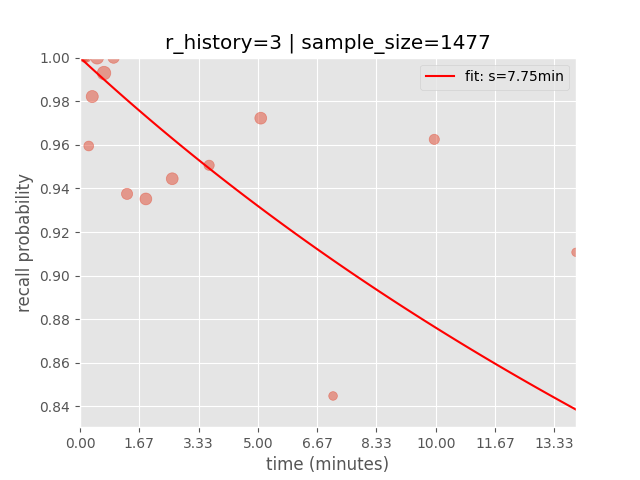 r_history=3 | sample_size=1477
fit: s=7.75min
1.00
0.98
0.96
0.94
0.92
0.90
0.88
0.86
0.84
recall probability
0.00 1.67 3.33 5.00 6.67 8.33 10.00 11.67 13.33
time (minutes)